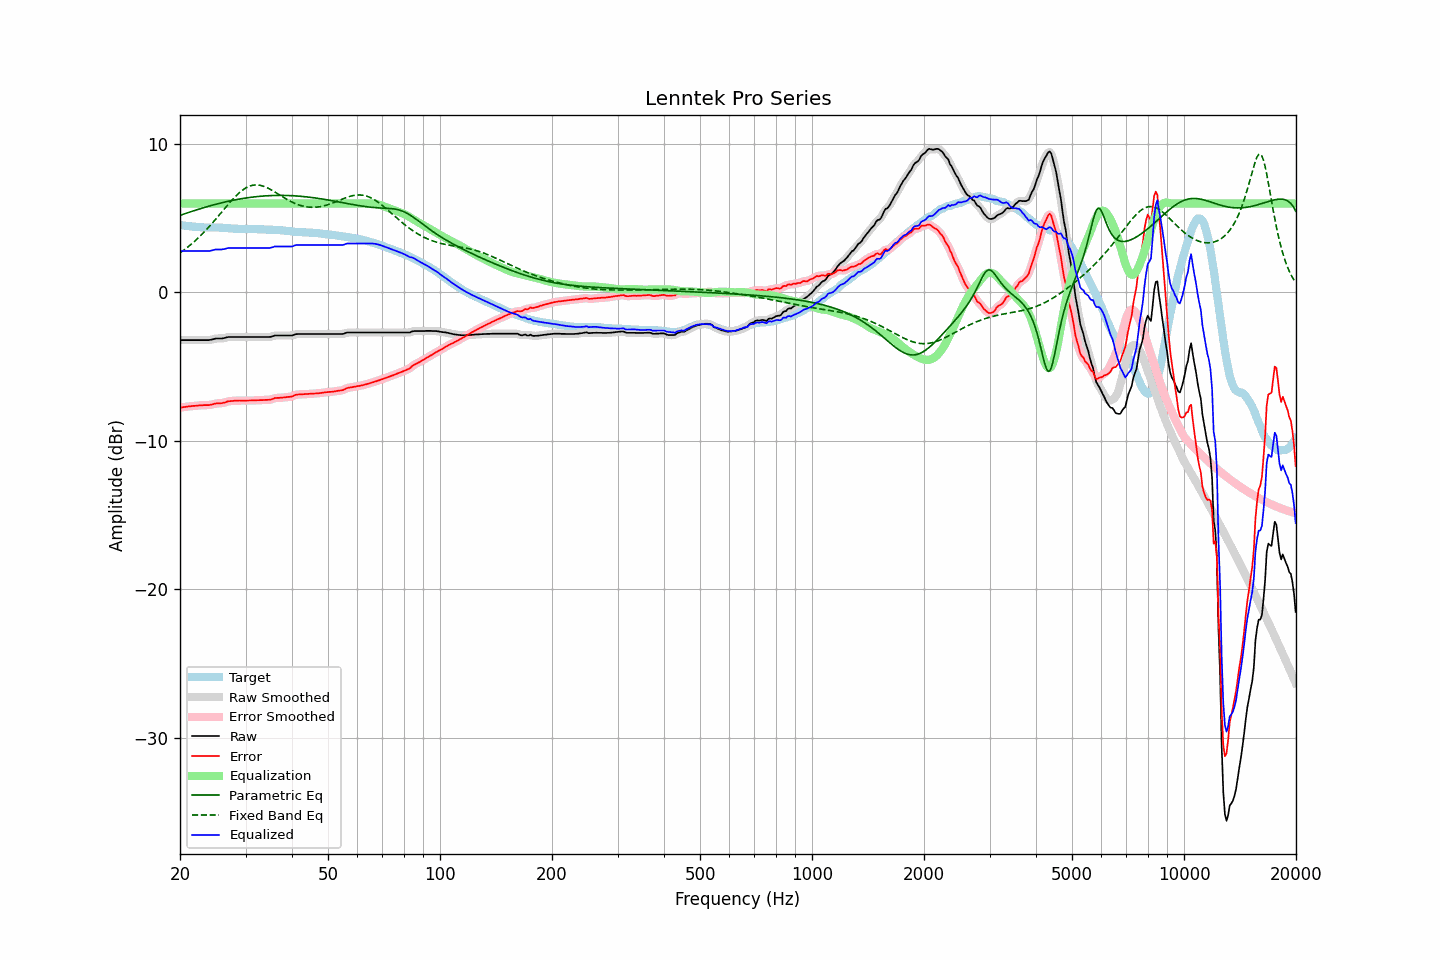 Lenntek Pro Series
Amplitude (dBr)
10
0
−10
−20
−30
Target
Raw Smoothed
Error Smoothed
Raw
Error
Equalization
Parametric Eq
Fixed Band Eq
Equalized
20 50 100 200 500 1000 2000 5000 10000 20000
Frequency (Hz)